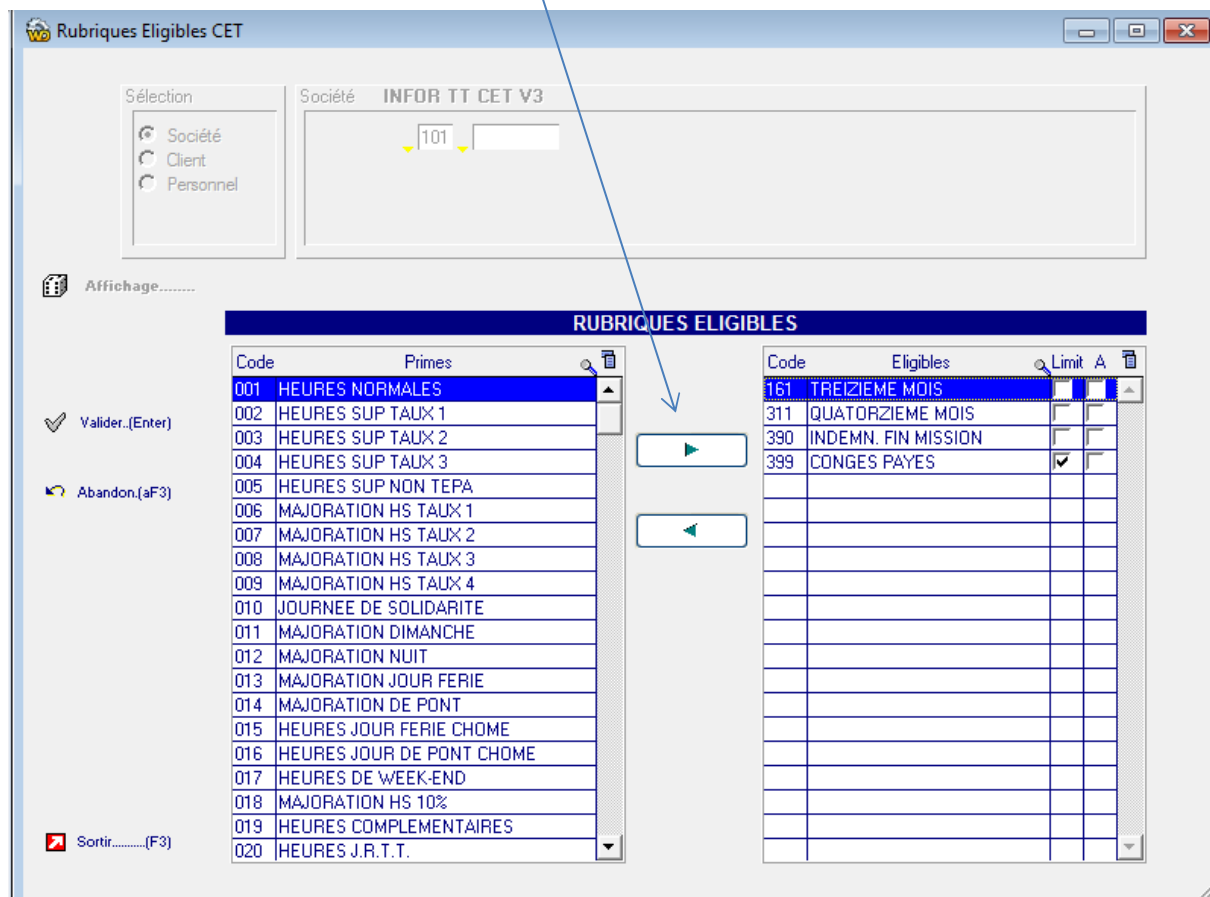 Rubriques Eligibles CET
Sélection
Société INFOR TT CET V3
Société
101
Client
Personnel
Affichage........
RUBRIQUES ELIGIBLES
Code Primes
Code Eligibles Limit A
001 HEURES NORMALES
161 TREIZIEME MOIS
002 HEURES SUP TAUX 1
311 QUATORZIEME MOIS
Valider..(Enter)
003 HEURES SUP TAUX 2
390 INDEMN. FIN MISSION
004 HEURES SUP TAUX 3
399 CONGES PAYES
Abandon.(aF3)
005 HEURES SUP NON TEPA
006 MAJORATION HS TAUX 1
007 MAJORATION HS TAUX 2
008 MAJORATION HS TAUX 3
009 MAJORATION HS TAUX 4
010 JOURNEE DE SOLIDARITE
011 MAJORATION DIMANCHE
012 MAJORATION NUIT
013 MAJORATION JOUR FERIE
014 MAJORATION DE PONT
015 HEURES JOUR FERIE CHOME
016 HEURES JOUR DE PONT CHOME
017 HEURES DE WEEK-END
018 MAJORATION HS 10%
019 HEURES COMPLEMENTAIRES
Sortir..........(F3)
020 HEURES J.R.T.T.